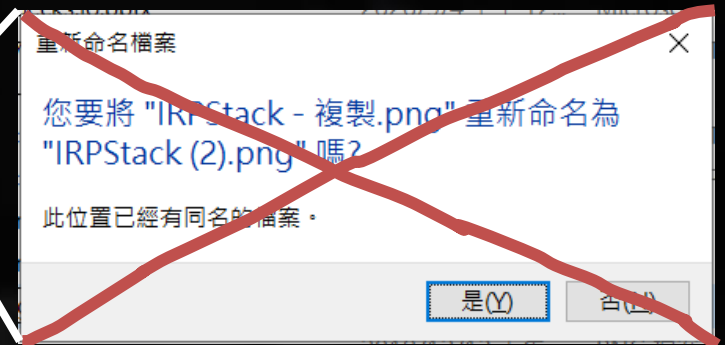 重新命名檔案
您要將 "IRPStack - 複製.png" 重新命名為
"IRPStack (2).png" 嗎?
此位置已經有同名的檔案。
是(Y)
否(N)